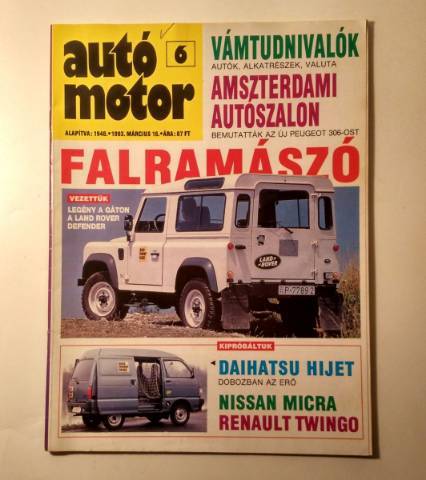 autó
motor
6
ALAPÍTVA: 1946.•1993. MÁRCIUS 16.•ÁRA: 67 FT
VÁMTUDNIVALÓK
AUTÓK, ALKATRÉSZEK, VALUTA
AMSZTERDAMI
AUTÓSZALON
BEMUTATTÁK AZ ÚJ PEUGEOT 306-OST
FALRAMÁSZÓ
VEZETTÜK
LEGÉNY A GÁTON
A LAND ROVER
DEFENDER
LAND
ROVER
KIPRÓBÁLTUK
DAIHATSU HIJET
DOBOZBAN AZ ERŐ
NISSAN MICRA
RENAULT TWINGO